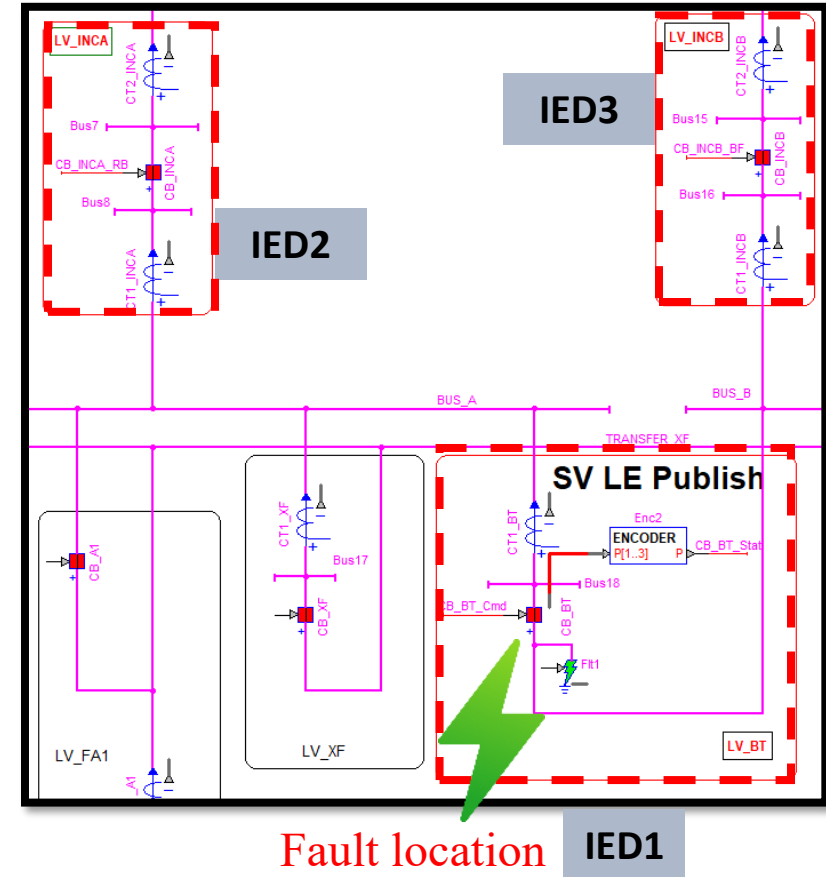 LV_INCA
CT2_INCA
Bus7
CB_INCA_RB
CB_INCA
Bus8
CT1_INCA
IED2
LV_INCB
CT2_INCB
IED3
Bus15
CB_INCB_BF
CB_INCB
Bus16
CT1_INCB
BUS_A
BUS_B
TRANSFER_XF
CB_A1
_A1
LV_FA1
CT1_XF
Bus17
CB_XF
LV_XF
SV LE Publish
CT1_BT
Enc2
ENCODER
P[1..3] P
CB_BT_Stat
Bus18
CB_BT_Cmd
CB_BT
Flt1
LV_BT
Fault location
IED1